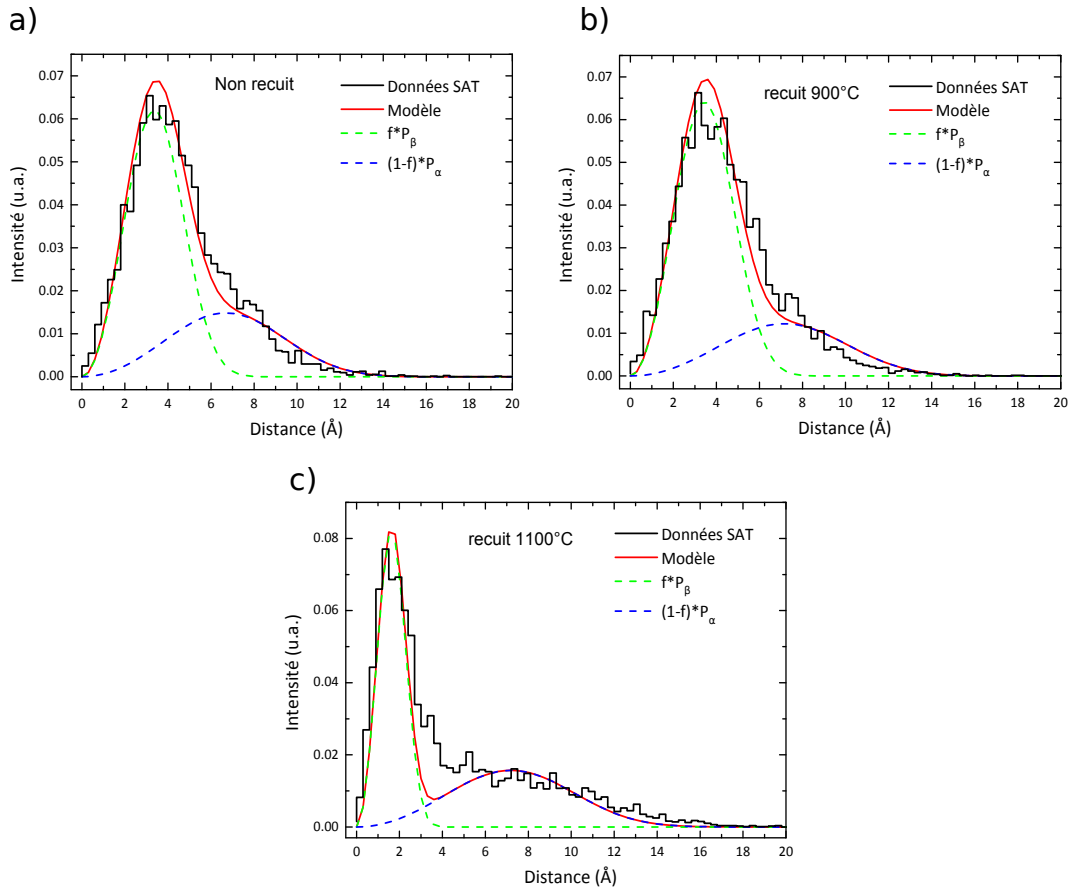 a)
Non recuit
Données SAT
Modèle
f*Pβ
(1-f)*Pα
Intensité (u.a.)
0.07
0.06
0.05
0.04
0.03
0.02
0.01
0.00
0 2 4 6 8 10 12 14 16 18 20
Distance (Å)
b)
recuit 900°C
Données SAT
Modèle
f*Pβ
(1-f)*Pα
Intensité (u.a.)
0.07
0.06
0.05
0.04
0.03
0.02
0.01
0.00
0 2 4 6 8 10 12 14 16 18 20
Distance (Å)
c)
recuit 1100°C
Données SAT
Modèle
f*Pβ
(1-f)*Pα
Intensité (u.a.)
0.08
0.06
0.04
0.02
0.00
0 2 4 6 8 10 12 14 16 18 20
Distance (Å)